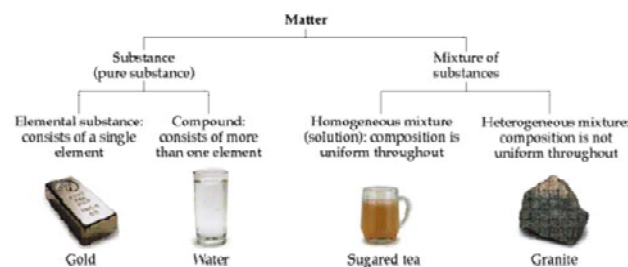 Matter
Substance
(pure substance)
Mixture of
substances
Elemental substance:
consists of a single
element
Compound:
consists of more
than one element
Homogeneous mixture
(solution): composition is
uniform throughout
Heterogeneous mixture:
composition is not
uniform throughout
Gold
Water
Sugared tea
Granite